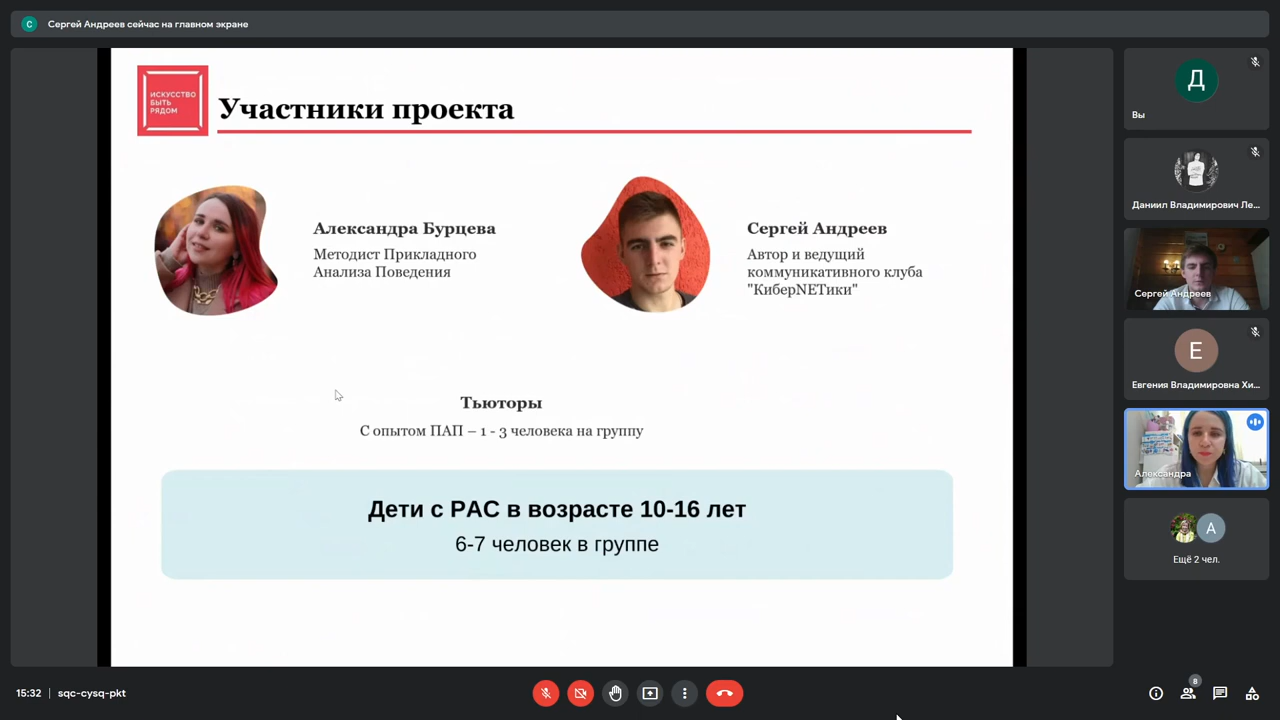 С
Сергей Андреев сейчас на главном экране
ИСКУССТВО
БЫТЬ
РЯДОМ
Участники проекта
Александра Бурцева
Методист Прикладного
Анализа Поведения
Сергей Андреев
Автор и ведущий
коммуникативного клуба
"КиберNETики"
Тьюторы
С опытом ПАП – 1 - 3 человека на группу
Дети с РАС в возрасте 10-16 лет
6-7 человек в группе
Д
Вы
Даниил Владимирович Ле...
Сергей Андреев
Е
Евгения Владимировна Хи...
Александра
А
Ещё 2 чел.
15:32 | sqc-cysq-pkt
8